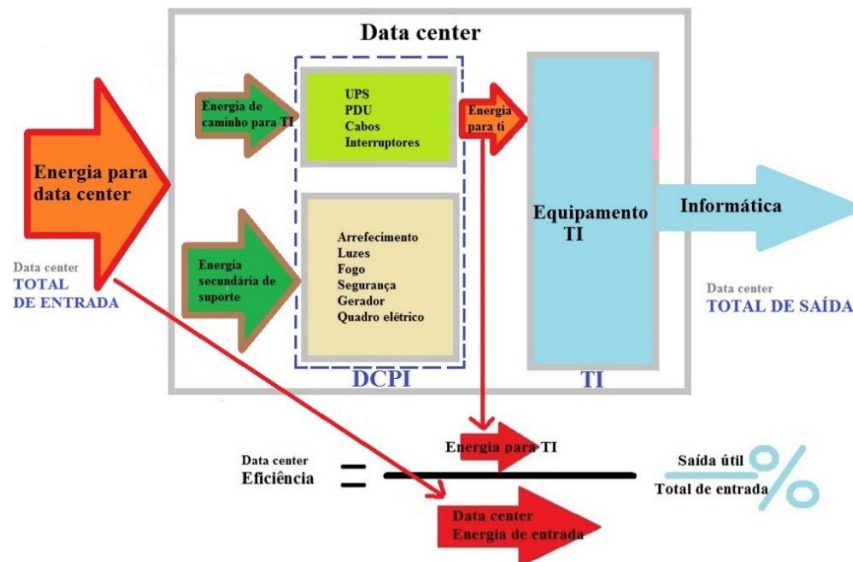 Data center
Energia de
caminho para TI
UPS
PDU
Cabos
Interruptores
Energia
para ti
Energia para
data center
Data center
TOTAL
DE ENTRADA
Energia
secundária de
suporte
Arrefecimento
Luzes
Fogo
Segurança
Gerador
Quadro elétrico
DCPI
Equipamento
TI
TI
Informática
Data center
TOTAL DE SAÍDA
Data center
Eficiência
=
Energia para TI
Data center
Energia de entrada
Saída útil
Total de entrada
%